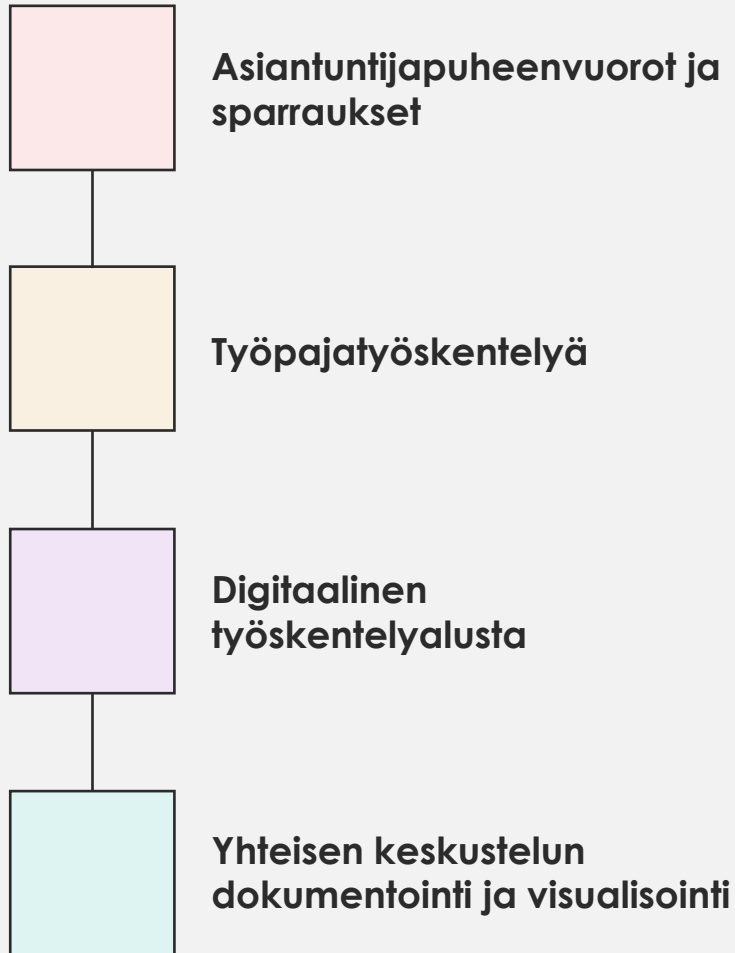 Asiantuntijapuheenvuorot ja
sparraukset
Työpajatyöskentelyä
Digitaalinen
työskentelyalusta
Yhteisen keskustelun
dokumentointi ja visualisointi